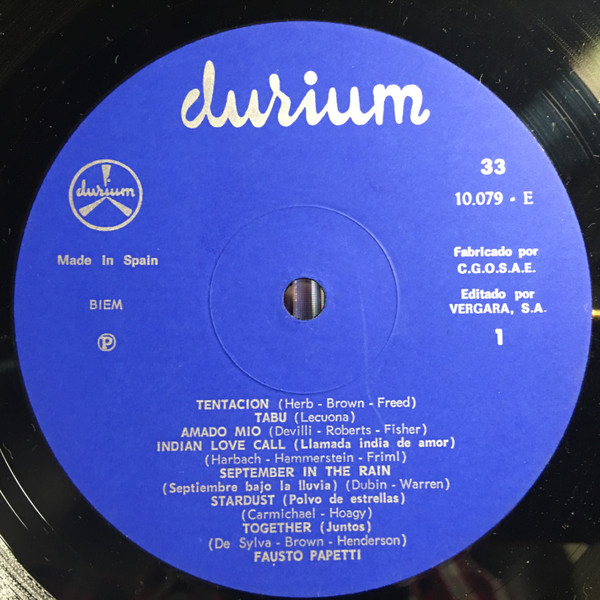 durium
durium
Made In Spain
BIEM
Ⓟ
33
10.079 - E
Fabricado por
C.G.O.S.A.E.
Editado por
VERGARA, S.A.
1
TENTACION (Herb - Brown - Freed)
TABU (Lecuona)
AMADO MIO (Devilli - Roberts - Fisher)
INDIAN LOVE CALL (Llamada india de amor)
(Harbach - Hammerstein - Friml)
SEPTEMBER IN THE RAIN
(Septiembre bajo la lluvia) (Dubin - Warren)
STARDUST (Polvo de estrellas)
(Carmichael - Hoagy)
TOGETHER (Juntos)
(De Sylva - Brown - Henderson)
FAUSTO PAPETTI